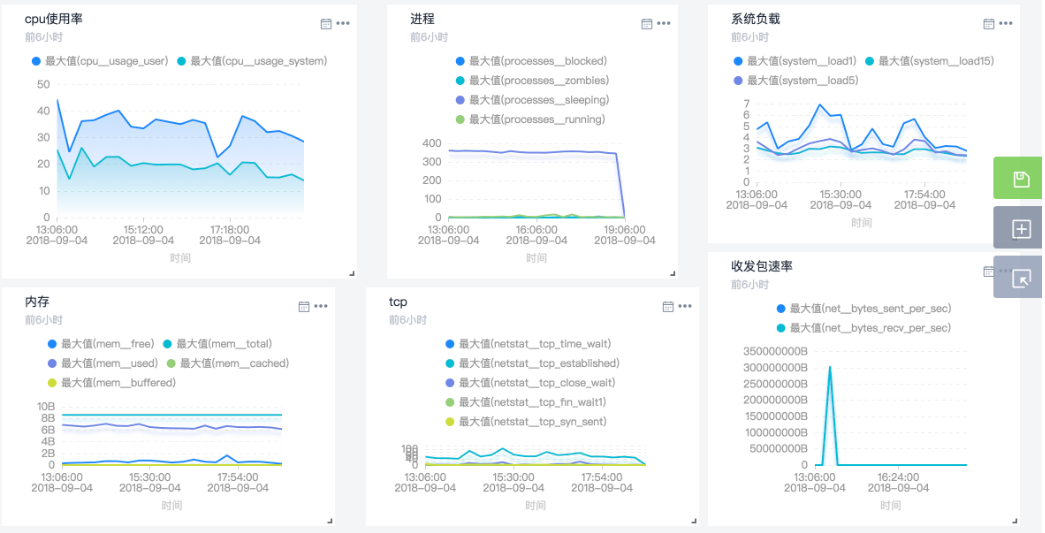 cpu使用率
前6小时
最大值(cpu__usage_user) 最大值(cpu__usage_system)
50
40
30
20
10
0
13:06:00 15:12:00 17:18:00
2018-09-04 2018-09-04 2018-09-04
时间
进程
前6小时
最大值(processes__blocked)
最大值(processes__zombies)
最大值(processes__sleeping)
最大值(processes__running)
400
300
200
100
0
13:06:00 16:06:00 19:06:00
2018-09-04 2018-09-04 2018-09-04
时间
系统负载
前6小时
最大值(system__load1) 最大值(system__load15)
最大值(system__load5)
7
6
5
4
3
2
1
0
13:06:00 15:30:00 17:54:00
2018-09-04 2018-09-04 2018-09-04
时间
内存
前6小时
最大值(mem__free) 最大值(mem__total)
最大值(mem__used) 最大值(mem__cached)
最大值(mem__buffered)
10B
8B
6B
4B
2B
0
13:06:00 15:30:00 17:54:00
2018-09-04 2018-09-04 2018-09-04
时间
tcp
前6小时
最大值(netstat__tcp_time_wait)
最大值(netstat__tcp_established)
最大值(netstat__tcp_close_wait)
最大值(netstat__tcp_fin_wait1)
最大值(netstat__tcp_syn_sent)
100
0
13:06:00 15:30:00 17:54:00
2018-09-04 2018-09-04 2018-09-04
时间
收发包速率
前6小时
最大值(net__bytes_sent_per_sec)
最大值(net__bytes_recv_per_sec)
350000000B
300000000B
250000000B
200000000B
150000000B
100000000B
50000000B
0
13:06:00 16:24:00
2018-09-04 2018-09-04
时间